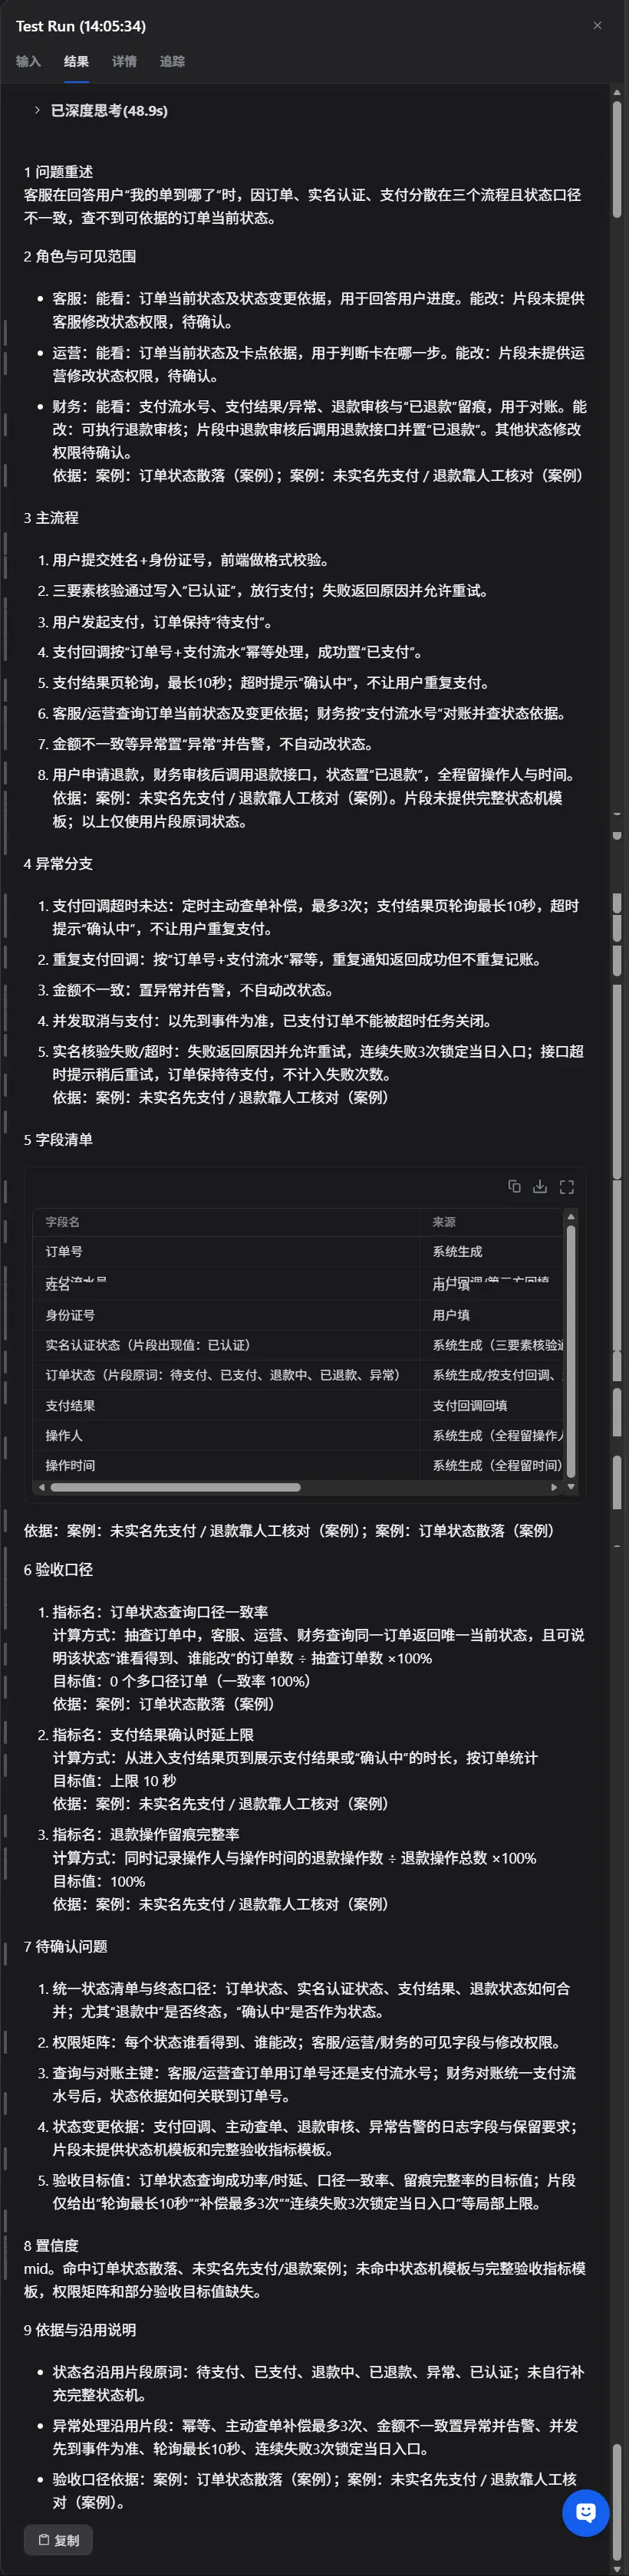 Test Run (14:05:34)
输入 结果 详情 追踪
已深度思考(48.9s)
1 问题重述
客服在回答用户“我的单到哪了”时，因订单、实名认证、支付分散在三个流程且状态口径
不一致，查不到可依据的订单当前状态。
2 角色与可见范围
• 客服：能看：订单当前状态及状态变更依据，用于回答用户进度。能改：片段未提供
客服修改状态权限，待确认。
• 运营：能看：订单当前状态及卡点依据，用于判断卡在哪一步。能改：片段未提供运
营修改状态权限，待确认。
• 财务：能看：支付流水号、支付结果/异常、退款审核与“已退款”留痕，用于对账。能
改：可执行退款审核；片段中退款审核后调用退款接口并置“已退款”。其他状态修改
权限待确认。
依据：案例：订单状态散落（案例）；案例：未实名先支付 / 退款靠人工核对（案例）
3 主流程
1. 用户提交姓名+身份证号，前端做格式校验。
2. 三要素核验通过写入“已认证”，放行支付；失败返回原因并允许重试。
3. 用户发起支付，订单保持“待支付”。
4. 支付回调按“订单号+支付流水”幂等处理，成功置“已支付”。
5. 支付结果页轮询，最长10秒；超时提示“确认中”，不让用户重复支付。
6. 客服/运营查询订单当前状态及变更依据；财务按“支付流水号”对账并查状态依据。
7. 金额不一致等异常置“异常”并告警，不自动改状态。
8. 用户申请退款，财务审核后调用退款接口，状态置“已退款”，全程留操作人与时间。
依据：案例：未实名先支付 / 退款靠人工核对（案例）。片段未提供完整状态机模
板；以上仅使用片段原词状态。
4 异常分支
1. 支付回调超时未达：定时主动查单补偿，最多3次；支付结果页轮询最长10秒，超时
提示“确认中”，不让用户重复支付。
2. 重复支付回调：按“订单号+支付流水”幂等，重复通知返回成功但不重复记账。
3. 金额不一致：置异常并告警，不自动改状态。
4. 并发取消与支付：以先到事件为准，已支付订单不能被超时任务关闭。
5. 实名核验失败/超时：失败返回原因并允许重试，连续失败3次锁定当日入口；接口超
时提示稍后重试，订单保持待支付，不计入失败次数。
依据：案例：未实名先支付 / 退款靠人工核对（案例）
5 字段清单
字段名 来源
订单号 系统生成
支付流水号 支付回调/第三方回填
姓名 用户填
身份证号 用户填
实名认证状态（片段出现值：已认证） 系统生成（三要素核验
订单状态（片段原词：待支付、已支付、退款中、已退款、异常） 系统生成/按支付回调、
支付结果 支付回调回填
操作人 系统生成（全程留操作
操作时间 系统生成（全程留时间）
依据：案例：未实名先支付 / 退款靠人工核对（案例）；案例：订单状态散落（案例）
6 验收口径
1. 指标名：订单状态查询口径一致率
计算方式：抽查订单中，客服、运营、财务查询同一订单返回唯一当前状态，且可说
明该状态“谁看得到、谁能改”的订单数 ÷ 抽查订单数 ×100%
目标值：0 个多口径订单（一致率 100%）
依据：案例：订单状态散落（案例）
2. 指标名：支付结果确认时延上限
计算方式：从进入支付结果页到展示支付结果或“确认中”的时长，按订单统计
目标值：上限 10 秒
依据：案例：未实名先支付 / 退款靠人工核对（案例）
3. 指标名：退款操作留痕完整率
计算方式：同时记录操作人与操作时间的退款操作数 ÷ 退款操作总数 ×100%
目标值：100%
依据：案例：未实名先支付 / 退款靠人工核对（案例）
7 待确认问题
1. 统一状态清单与终态口径：订单状态、实名认证状态、支付结果、退款状态如何合
并；尤其“退款中”是否终态，“确认中”是否作为状态。
2. 权限矩阵：每个状态谁看得到、谁能改；客服/运营/财务的可见字段与修改权限。
3. 查询与对账主键：客服/运营查订单用订单号还是支付流水号；财务对账统一支付流
水号后，状态依据如何关联到订单号。
4. 状态变更依据：支付回调、主动查单、退款审核、异常告警的日志字段与保留要求；
片段未提供状态机模板和完整验收指标模板。
5. 验收目标值：订单状态查询成功率/时延、口径一致率、留痕完整率的目标值；片段
仅给出“轮询最长10秒”“补偿最多3次”“连续失败3次锁定当日入口”等局部上限。
8 置信度
mid。命中订单状态散落、未实名先支付/退款案例；未命中状态机模板与完整验收指标模
板，权限矩阵和部分验收目标值缺失。
9 依据与沿用说明
• 状态名沿用片段原词：待支付、已支付、退款中、已退款、异常、已认证；未自行补
充完整状态机。
• 异常处理沿用片段：幂等、主动查单补偿最多3次、金额不一致置异常并告警、并发
先到事件为准、轮询最长10秒、连续失败3次锁定当日入口。
• 验收口径依据：案例：订单状态散落（案例）；案例：未实名先支付 / 退款靠人工核
对（案例）。
复制